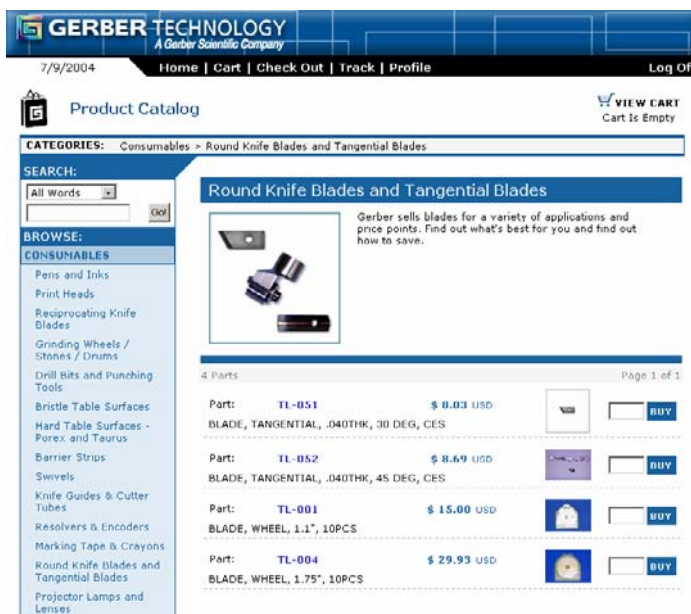 GERBER TECHNOLOGY
A Gerber Scientific Company
7/9/2004 Home | Cart | Check Out | Track | Profile Log Of
Product Catalog
VIEW CART
Cart Is Empty
CATEGORIES: Consumables > Round Knife Blades and Tangential Blades
SEARCH:
All Words
Go!
BROWSE:
CONSUMABLES
Pens and Inks
Print Heads
Reciprocating Knife
Blades
Grinding Wheels /
Stones / Drums
Drill Bits and Punching
Tools
Bristle Table Surfaces
Hard Table Surfaces -
Porex and Taurus
Barrier Strips
Swivels
Knife Guides & Cutter
Tubes
Resolvers & Encoders
Marking Tape & Crayons
Round Knife Blades and
Tangential Blades
Projector Lamps and
Lenses
Round Knife Blades and Tangential Blades
Gerber sells blades for a variety of applications and
price points. Find out what's best for you and find out
how to save.
4 Parts Page 1 of 1
Part: TL-051 $ 8.03 USD BUY
BLADE, TANGENTIAL, .040THK, 30 DEG, CES
Part: TL-052 $ 8.69 USD BUY
BLADE, TANGENTIAL, .040THK, 45 DEG, CES
Part: TL-001 $ 15.00 USD BUY
BLADE, WHEEL, 1.1", 10PCS
Part: TL-004 $ 29.93 USD BUY
BLADE, WHEEL, 1.75", 10PCS